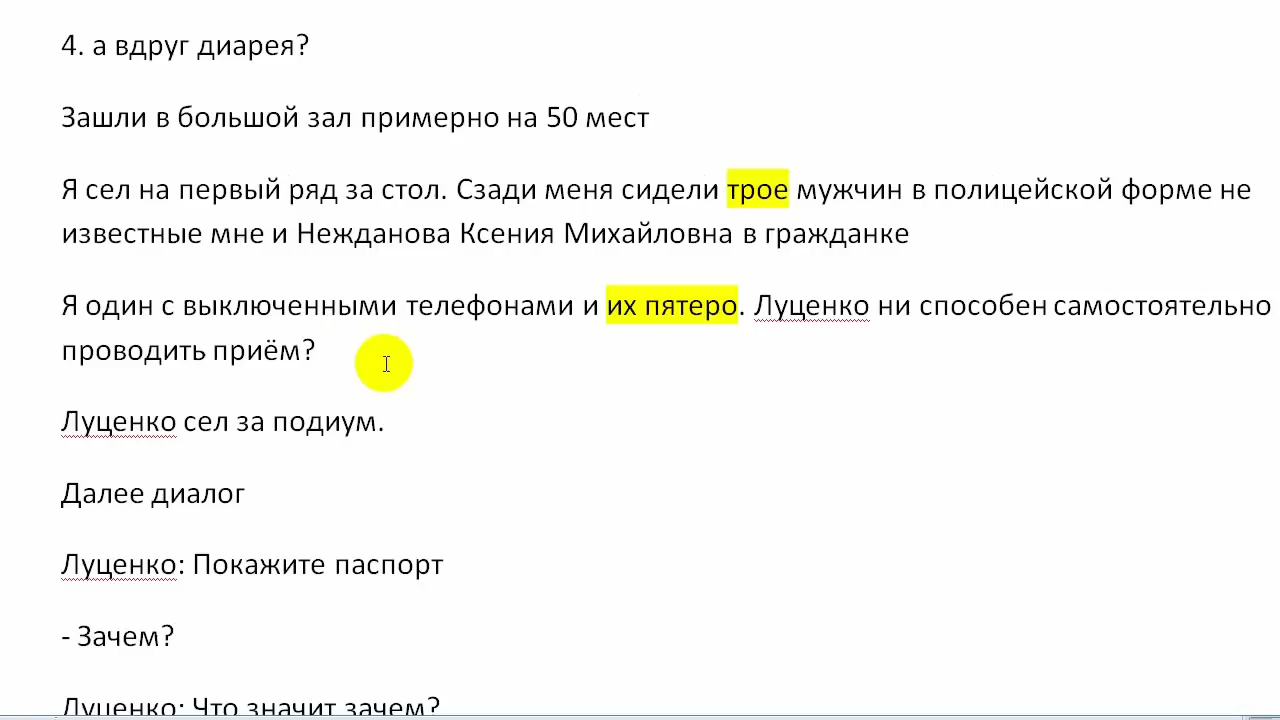 4. а вдруг диарея?
Зашли в большой зал примерно на 50 мест
Я сел на первый ряд за стол. Сзади меня сидели трое мужчин в полицейской форме не
известные мне и Нежданова Ксения Михайловна в гражданке
Я один с выключенными телефонами и их пятеро. Луценко ни способен самостоятельно
проводить приём?
Луценко сел за подиум.
Далее диалог
Луценко: Покажите паспорт
- Зачем?
Луценко: Что значит зачем?